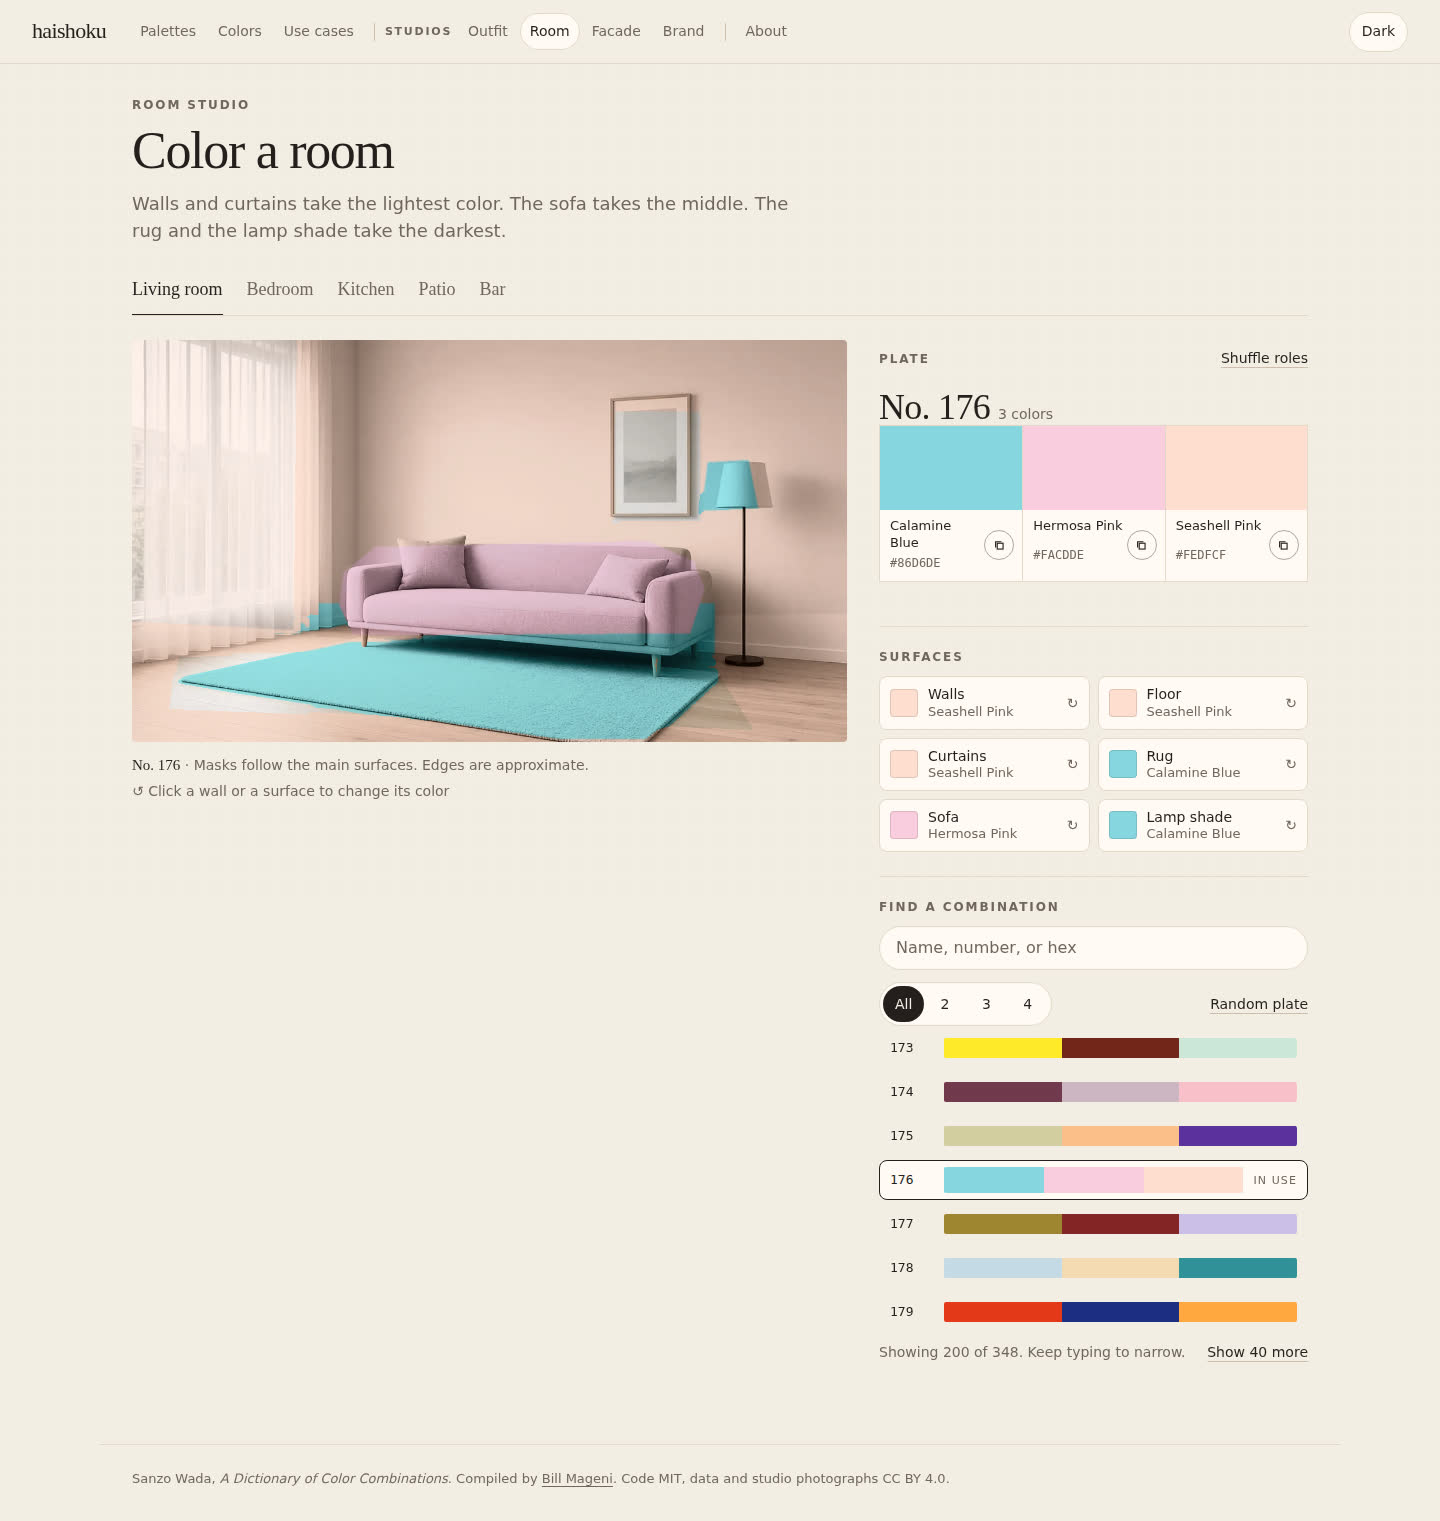 haishoku
Palettes
Colors
Use cases
STUDIOS
Outfit
Room
Facade
Brand
About
Dark
ROOM STUDIO
Color a room
Walls and curtains take the lightest color. The sofa takes the middle. The
rug and the lamp shade take the darkest.
Living room
Bedroom
Kitchen
Patio
Bar
No. 176 · Masks follow the main surfaces. Edges are approximate.
↺ Click a wall or a surface to change its color
PLATE
Shuffle roles
No. 176 3 colors
Calamine
Blue
#86D6DE
Hermosa Pink
#FACDDE
Seashell Pink
#FEDFCF
SURFACES
Walls
Seashell Pink
↻
Floor
Seashell Pink
↻
Curtains
Seashell Pink
↻
Rug
Calamine Blue
↻
Sofa
Hermosa Pink
↻
Lamp shade
Calamine Blue
↻
FIND A COMBINATION
Name, number, or hex
All
2
3
4
Random plate
173
174
175
176
IN USE
177
178
179
Showing 200 of 348. Keep typing to narrow.
Show 40 more
Sanzo Wada, A Dictionary of Color Combinations. Compiled by Bill Mageni. Code MIT, data and studio photographs CC BY 4.0.